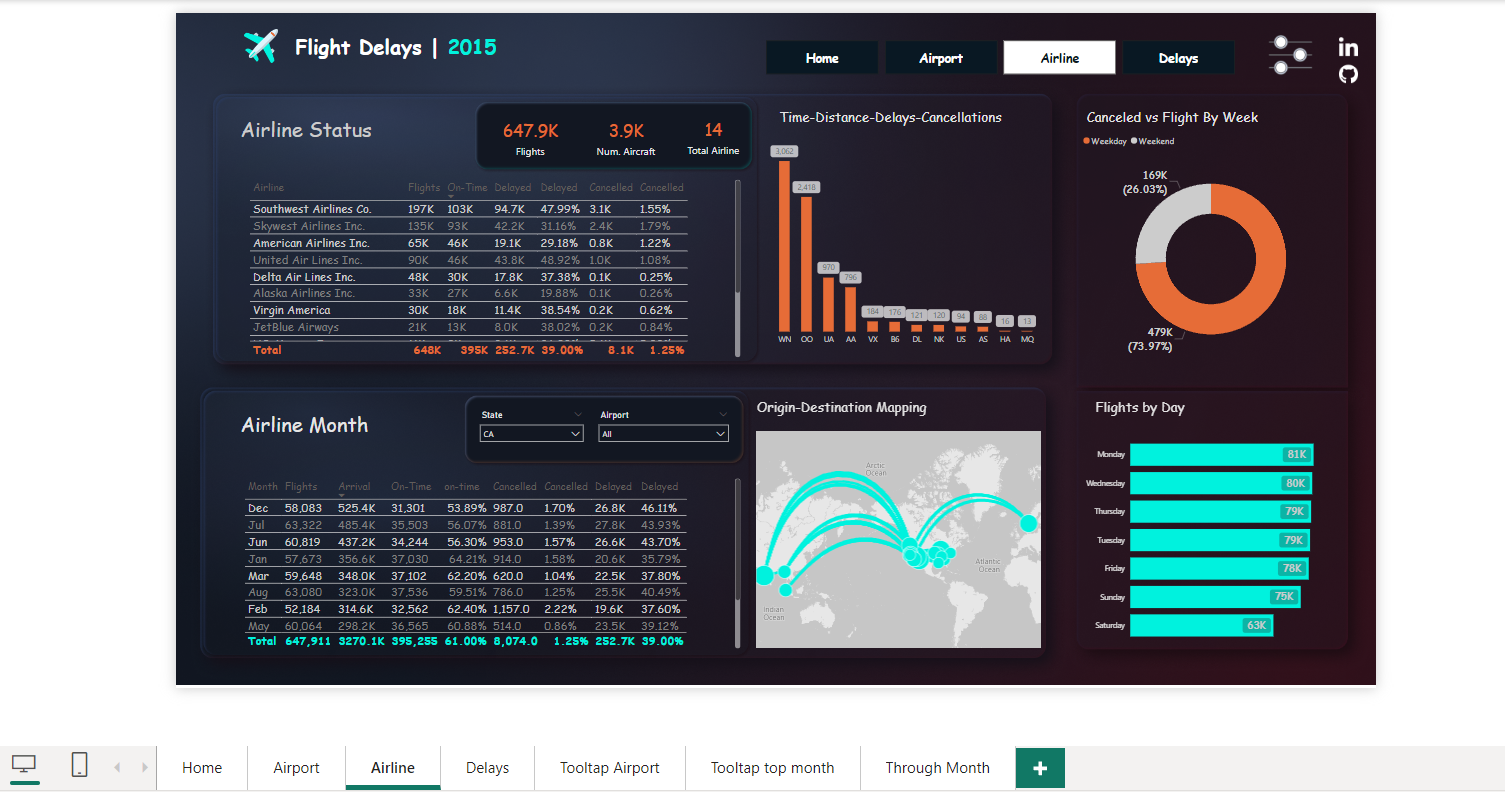 Flight Delays | 2015
Home Airport Airline Delays
in
Airline Status
647.9K 3.9K 14
Flights Num. Aircraft Total Airline
Airline Flights On-Time Delayed Delayed Cancelled Cancelled
Southwest Airlines Co. 197K 103K 94.7K 47.99% 3.1K 1.55%
Skywest Airlines Inc. 135K 93K 42.2K 31.16% 2.4K 1.79%
American Airlines Inc. 65K 46K 19.1K 29.18% 0.8K 1.22%
United Air Lines Inc. 90K 46K 43.8K 48.92% 1.0K 1.08%
Delta Air Lines Inc. 48K 30K 17.8K 37.38% 0.1K 0.25%
Alaska Airlines Inc. 33K 27K 6.6K 19.88% 0.1K 0.26%
Virgin America 30K 18K 11.4K 38.54% 0.2K 0.62%
JetBlue Airways 21K 13K 8.0K 38.02% 0.2K 0.84%
Total 648K 395K 252.7K 39.00% 8.1K 1.25%
Time-Distance-Delays-Cancellations
3,062
2,418
970
796
184 176 121 120 94 88 16 13
WN OO UA AA VX B6 DL NK US AS HA MQ
Canceled vs Flight By Week
Weekday Weekend
169K
(26.03%)
479K
(73.97%)
Airline Month
State Airport
CA All
Month Flights Arrival On-Time on-time Cancelled Cancelled Delayed Delayed
Dec 58,083 525.4K 31,301 53.89% 987.0 1.70% 26.8K 46.11%
Jul 63,322 485.4K 35,503 56.07% 881.0 1.39% 27.8K 43.93%
Jun 60,819 437.2K 34,244 56.30% 953.0 1.57% 26.6K 43.70%
Jan 57,673 356.6K 37,030 64.21% 914.0 1.58% 20.6K 35.79%
Mar 59,648 348.0K 37,102 62.20% 620.0 1.04% 22.5K 37.80%
Aug 63,080 323.0K 37,536 59.51% 786.0 1.25% 25.5K 40.49%
Feb 52,184 314.6K 32,562 62.40% 1,157.0 2.22% 19.6K 37.60%
May 60,064 298.2K 36,565 60.88% 514.0 0.86% 23.5K 39.12%
Total 647,911 3270.1K 395,255 61.00% 8,074.0 1.25% 252.7K 39.00%
Origin-Destination Mapping
Arctic
Ocean
Atlantic
Ocean
Indian
Ocean
Flights by Day
Monday 81K
Wednesday 80K
Thursday 79K
Tuesday 79K
Friday 78K
Sunday 75K
Saturday 63K
Home Airport Airline Delays Tooltap Airport Tooltap top month Through Month +